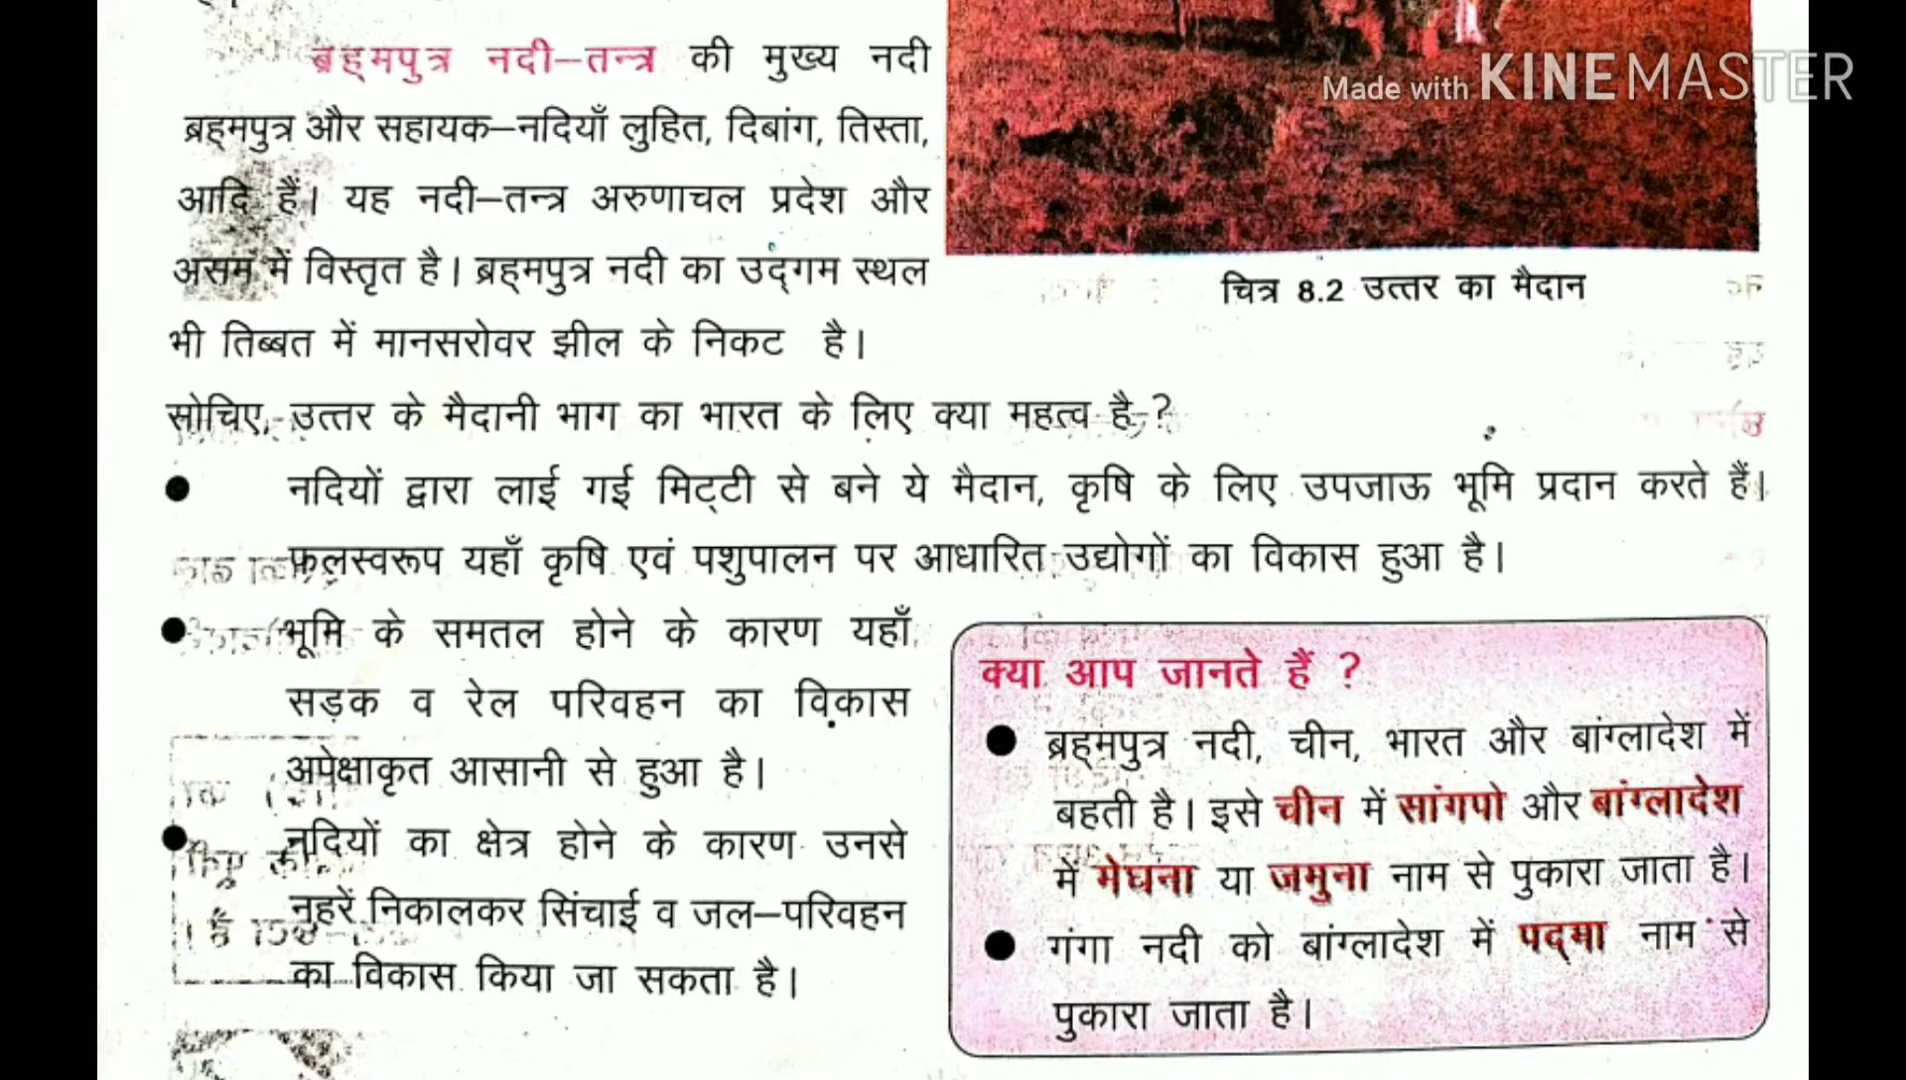 ब्रह्मपुत्र नदी–तन्त्र की मुख्य नदी
ब्रह्मपुत्र और सहायक–नदियाँ लुहित, दिबांग, तिस्ता,
आदि हैं। यह नदी–तन्त्र अरुणाचल प्रदेश और
असम में विस्तृत है। ब्रह्मपुत्र नदी का उद्गम स्थल
भी तिब्बत में मानसरोवर झील के निकट है।
Made with KINEMASTER
चित्र 8.2 उत्तर का मैदान
सोचिए, उत्तर के मैदानी भाग का भारत के लिए क्या महत्व है ?
● नदियों द्वारा लाई गई मिट्टी से बने ये मैदान, कृषि के लिए उपजाऊ भूमि प्रदान करते हैं।
फलस्वरूप यहाँ कृषि एवं पशुपालन पर आधारित उद्योगों का विकास हुआ है।
● भूमि के समतल होने के कारण यहाँ
सड़क व रेल परिवहन का विकास
अपेक्षाकृत आसानी से हुआ है।
● नदियों का क्षेत्र होने के कारण उनसे
नहरें निकालकर सिंचाई व जल–परिवहन
का विकास किया जा सकता है।
क्या आप जानते हैं ?
● ब्रह्मपुत्र नदी, चीन, भारत और बांग्लादेश में
बहती है। इसे चीन में सांगपो और बांग्लादेश
में मेघना या जमुना नाम से पुकारा जाता है।
● गंगा नदी को बांग्लादेश में पद्मा नाम से
पुकारा जाता है।